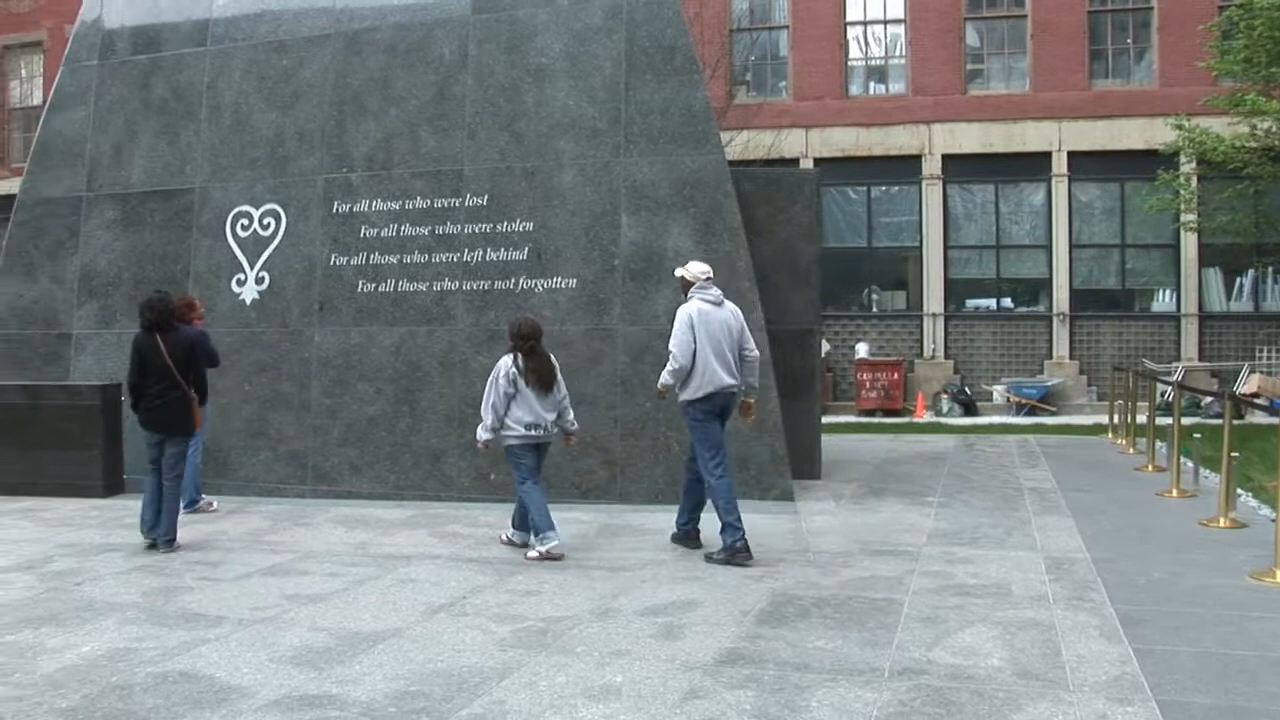 For all those who were lost
For all those who were stolen
For all those who were left behind
For all those who were not forgotten